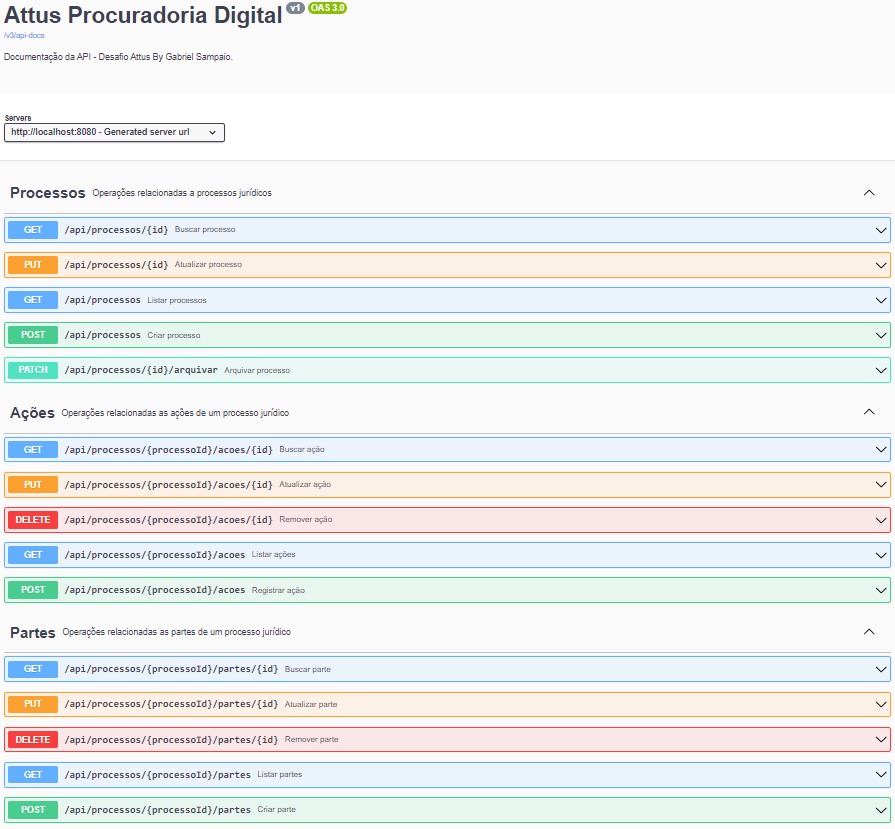 Attus Procuradoria Digital v1 OAS 3.0
/v3/api-docs
Documentação da API - Desafio Attus By Gabriel Sampaio.
Servers
http://localhost:8080 - Generated server url
Processos Operações relacionadas a processos jurídicos
GET /api/processos/{id} Buscar processo
PUT /api/processos/{id} Atualizar processo
GET /api/processos Listar processos
POST /api/processos Criar processo
PATCH /api/processos/{id}/arquivar Arquivar processo
Ações Operações relacionadas as ações de um processo jurídico
GET /api/processos/{processoId}/acoes/{id} Buscar ação
PUT /api/processos/{processoId}/acoes/{id} Atualizar ação
DELETE /api/processos/{processoId}/acoes/{id} Remover ação
GET /api/processos/{processoId}/acoes Listar ações
POST /api/processos/{processoId}/acoes Registrar ação
Partes Operações relacionadas as partes de um processo jurídico
GET /api/processos/{processoId}/partes/{id} Buscar parte
PUT /api/processos/{processoId}/partes/{id} Atualizar parte
DELETE /api/processos/{processoId}/partes/{id} Remover parte
GET /api/processos/{processoId}/partes Listar partes
POST /api/processos/{processoId}/partes Criar parte